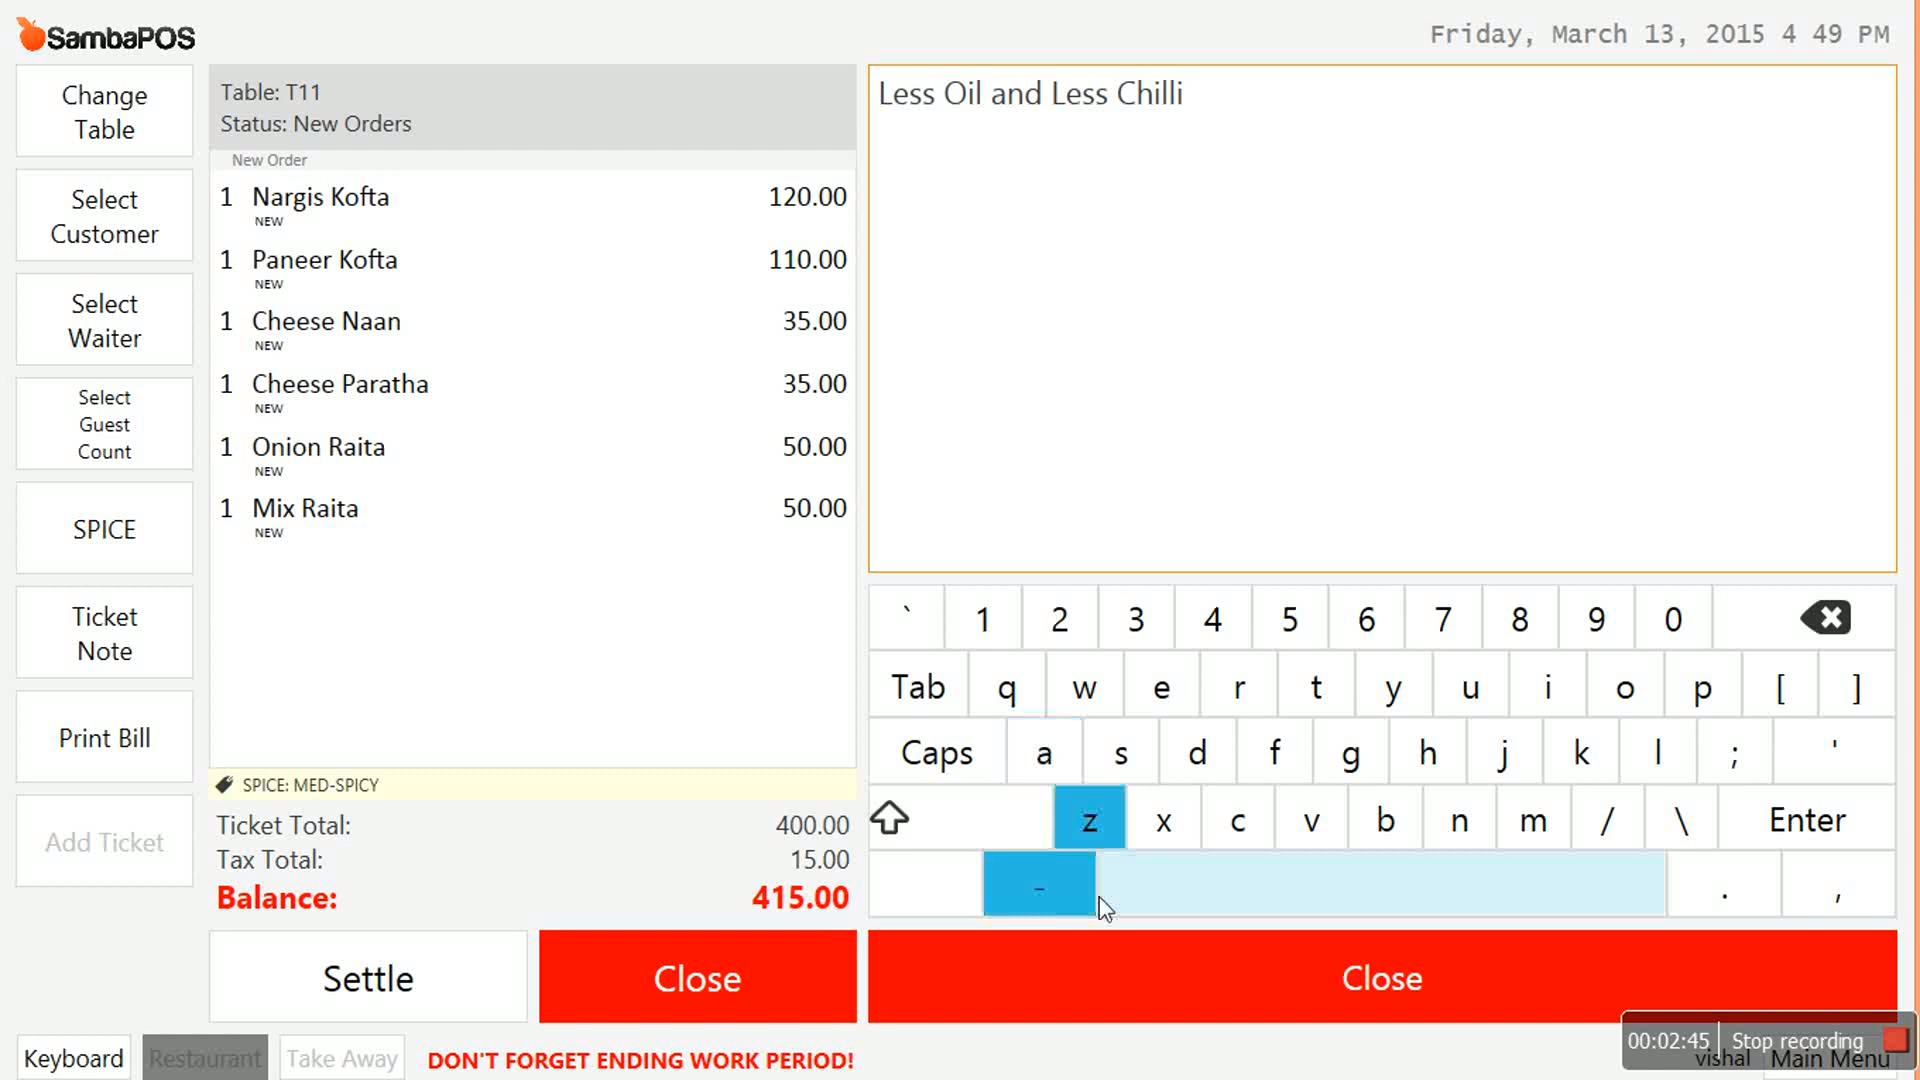 SambaPOS
Friday, March 13, 2015 4 49 PM
Change
Table
Select
Customer
Select
Waiter
Select
Guest
Count
SPICE
Ticket
Note
Print Bill
Add Ticket
Table: T11
Status: New Orders
New Order
1 Nargis Kofta 120.00
NEW
1 Paneer Kofta 110.00
NEW
1 Cheese Naan 35.00
NEW
1 Cheese Paratha 35.00
NEW
1 Onion Raita 50.00
NEW
1 Mix Raita 50.00
NEW
SPICE: MED-SPICY
Ticket Total: 400.00
Tax Total: 15.00
Balance: 415.00
Settle
Close
Less Oil and Less Chilli
` 1 2 3 4 5 6 7 8 9 0
Tab q w e r t y u i o p [ ]
Caps a s d f g h j k l ; '
z x c v b n m / \ Enter
- . ,
Close
Keyboard
Restaurant
Take Away
DON'T FORGET ENDING WORK PERIOD!
00:02:45 Stop recording
vishal Main Menu